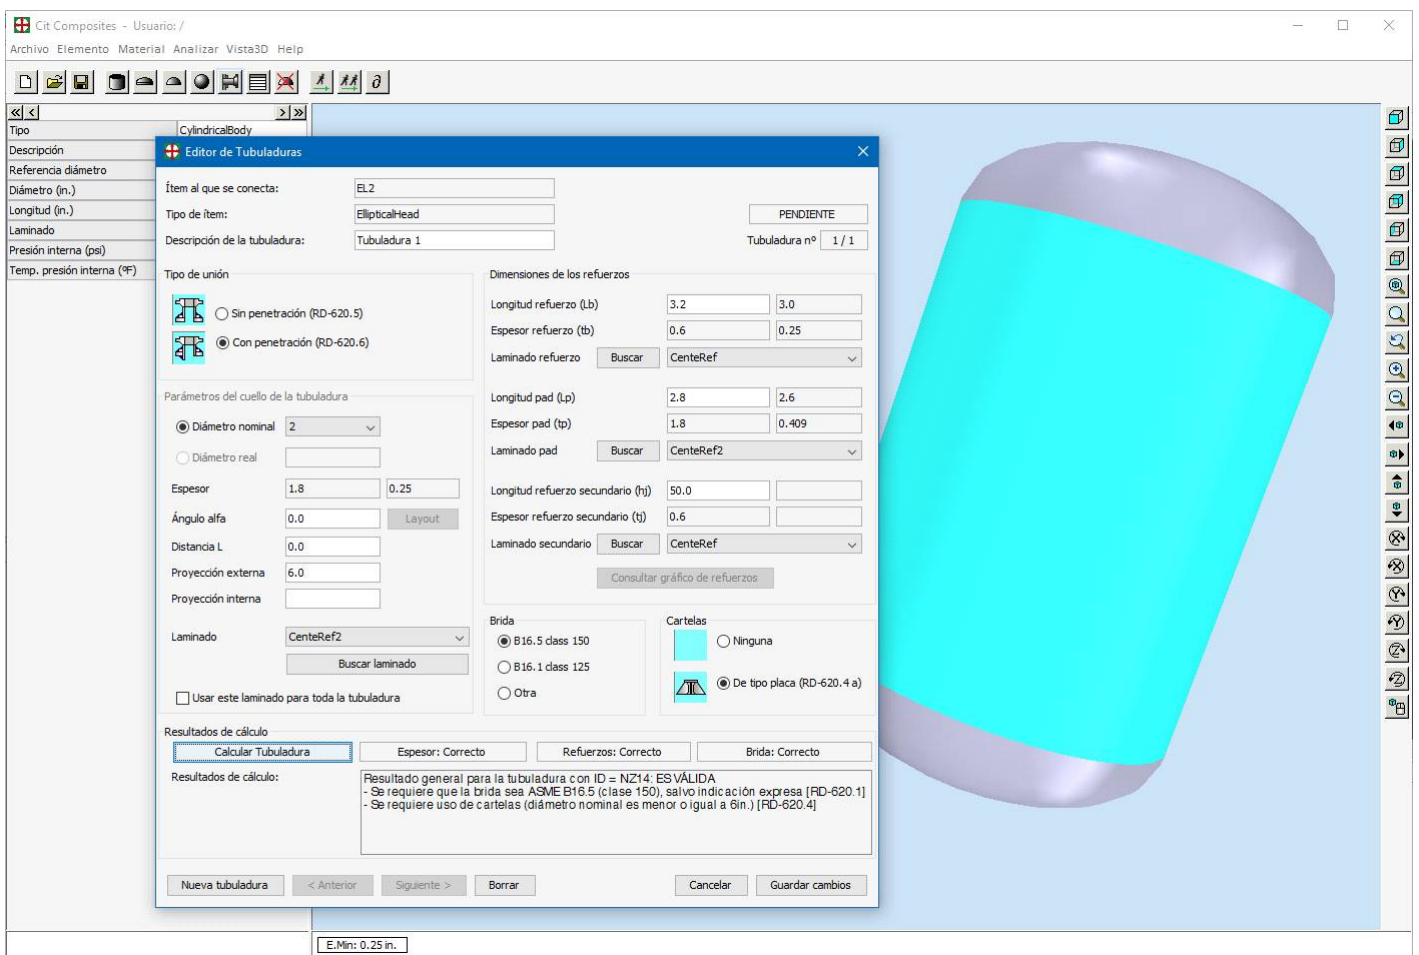 Cit Composites - Usuario: /
Archivo Elemento Material Analizar Vista3D Help
Tipo CylindricalBody
Descripción
Referencia diámetro
Diámetro (in.)
Longitud (in.)
Laminado
Presión interna (psi)
Temp. presión interna (ºF)
Editor de Tubuladuras
Ítem al que se conecta: EL2
Tipo de ítem: EllipticalHead PENDIENTE
Descripción de la tubuladura: Tubuladura 1 Tubuladura nº 1 / 1
Tipo de unión
Sin penetración (RD-620.5)
Con penetración (RD-620.6)
Parámetros del cuello de la tubuladura
Diámetro nominal 2
Diámetro real
Espesor 1.8 0.25
Ángulo alfa 0.0 Layout
Distancia L 0.0
Proyección externa 6.0
Proyección interna
Laminado CenteRef2
Buscar laminado
Usar este laminado para toda la tubuladura
Dimensiones de los refuerzos
Longitud refuerzo (Lb) 3.2 3.0
Espesor refuerzo (tb) 0.6 0.25
Laminado refuerzo Buscar CenteRef
Longitud pad (Lp) 2.8 2.6
Espesor pad (tp) 1.8 0.409
Laminado pad Buscar CenteRef2
Longitud refuerzo secundario (hj) 50.0
Espesor refuerzo secundario (tj) 0.6
Laminado secundario Buscar CenteRef
Consultar gráfico de refuerzos
Brida
B16.5 class 150
B16.1 class 125
Otra
Cartelas
Ninguna
De tipo placa (RD-620.4 a)
Resultados de cálculo
Calcular Tubuladura Espesor: Correcto Refuerzos: Correcto Brida: Correcto
Resultados de cálculo:
Resultado general para la tubuladura con ID = NZ14: ES VÁLIDA
- Se requiere que la brida sea ASME B16.5 (clase 150), salvo indicación expresa [RD-620.1]
- Se requiere uso de cartelas (diámetro nominal es menor o igual a 6in.) [RD-620.4]
Nueva tubuladura < Anterior Siguiente > Borrar Cancelar Guardar cambios
E.Min: 0.25 in.